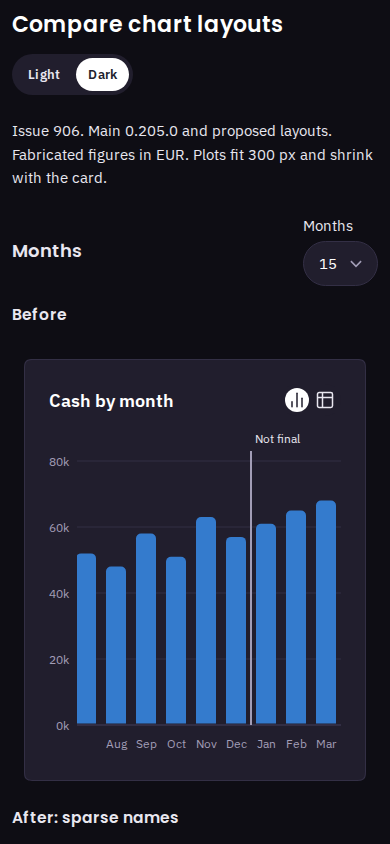 Compare chart layouts
Light Dark
Issue 906. Main 0.205.0 and proposed layouts.
Fabricated figures in EUR. Plots fit 300 px and shrink
with the card.
Months
Months
15
Before
Cash by month
Not final
80k
60k
40k
20k
0k
Aug Sep Oct Nov Dec Jan Feb Mar
After: sparse names